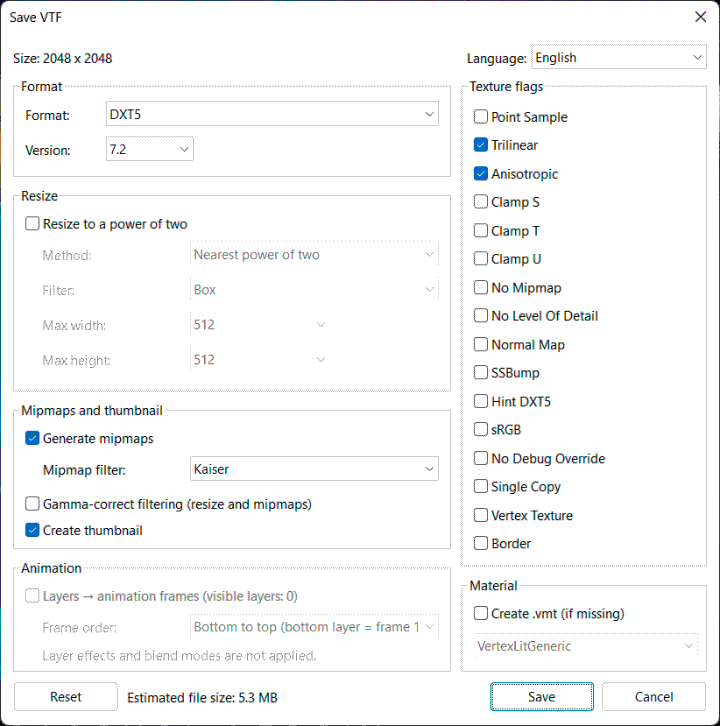 Save VTF
Size: 2048 x 2048
Language: English
Format
Format: DXT5
Version: 7.2
Resize
Resize to a power of two
Method: Nearest power of two
Filter: Box
Max width: 512
Max height: 512
Mipmaps and thumbnail
Generate mipmaps
Mipmap filter: Kaiser
Gamma-correct filtering (resize and mipmaps)
Create thumbnail
Animation
Layers → animation frames (visible layers: 0)
Frame order: Bottom to top (bottom layer = frame 1
Layer effects and blend modes are not applied.
Texture flags
Point Sample
Trilinear
Anisotropic
Clamp S
Clamp T
Clamp U
No Mipmap
No Level Of Detail
Normal Map
SSBump
Hint DXT5
sRGB
No Debug Override
Single Copy
Vertex Texture
Border
Material
Create .vmt (if missing)
VertexLitGeneric
Reset
Estimated file size: 5.3 MB
Save
Cancel